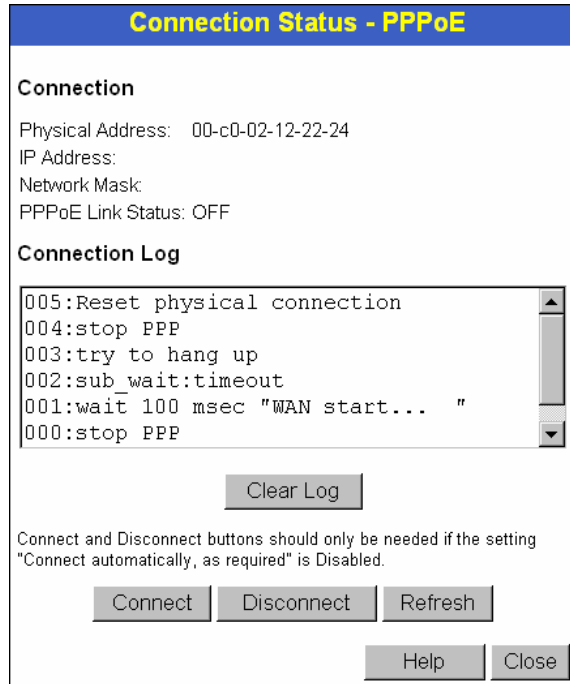 Connection Status - PPPoE
Connection
Physical Address: 00-c0-02-12-22-24
IP Address:
Network Mask:
PPPoE Link Status: OFF
Connection Log
005:Reset physical connection
004:stop PPP
003:try to hang up
002:sub_wait:timeout
001:wait 100 msec "WAN start... "
000:stop PPP
Clear Log
Connect and Disconnect buttons should only be needed if the setting
"Connect automatically, as required" is Disabled.
Connect Disconnect Refresh
Help Close